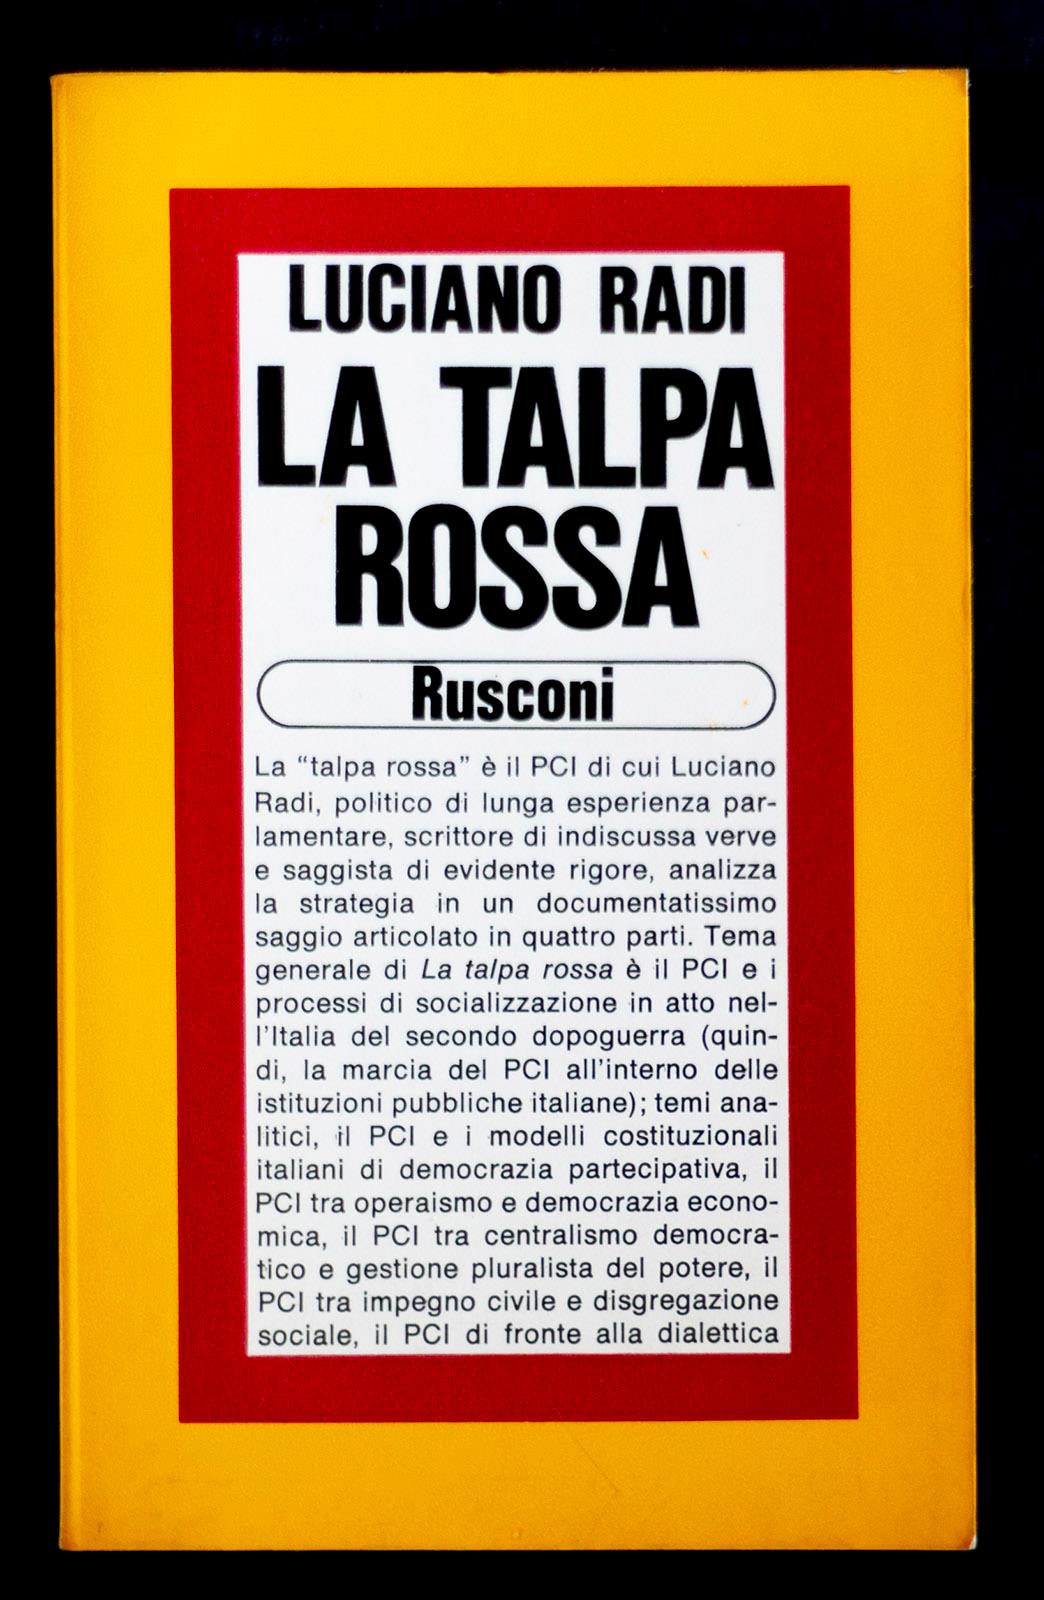 LUCIANO RADI
LA TALPA
ROSSA
Rusconi
La “talpa rossa” è il PCI di cui Luciano
Radi, politico di lunga esperienza par-
lamentare, scrittore di indiscussa verve
e saggista di evidente rigore, analizza
la strategia in un documentatissimo
saggio articolato in quattro parti. Tema
generale di La talpa rossa è il PCI e i
processi di socializzazione in atto nel-
l'Italia del secondo dopoguerra (quin-
di, la marcia del PCI all'interno delle
istituzioni pubbliche italiane); temi ana-
litici, il PCI e i modelli costituzionali
italiani di democrazia partecipativa, il
PCI tra operaismo e democrazia econo-
mica, il PCI tra centralismo democra-
tico e gestione pluralista del potere, il
PCI tra impegno civile e disgregazione
sociale, il PCI di fronte alla dialettica